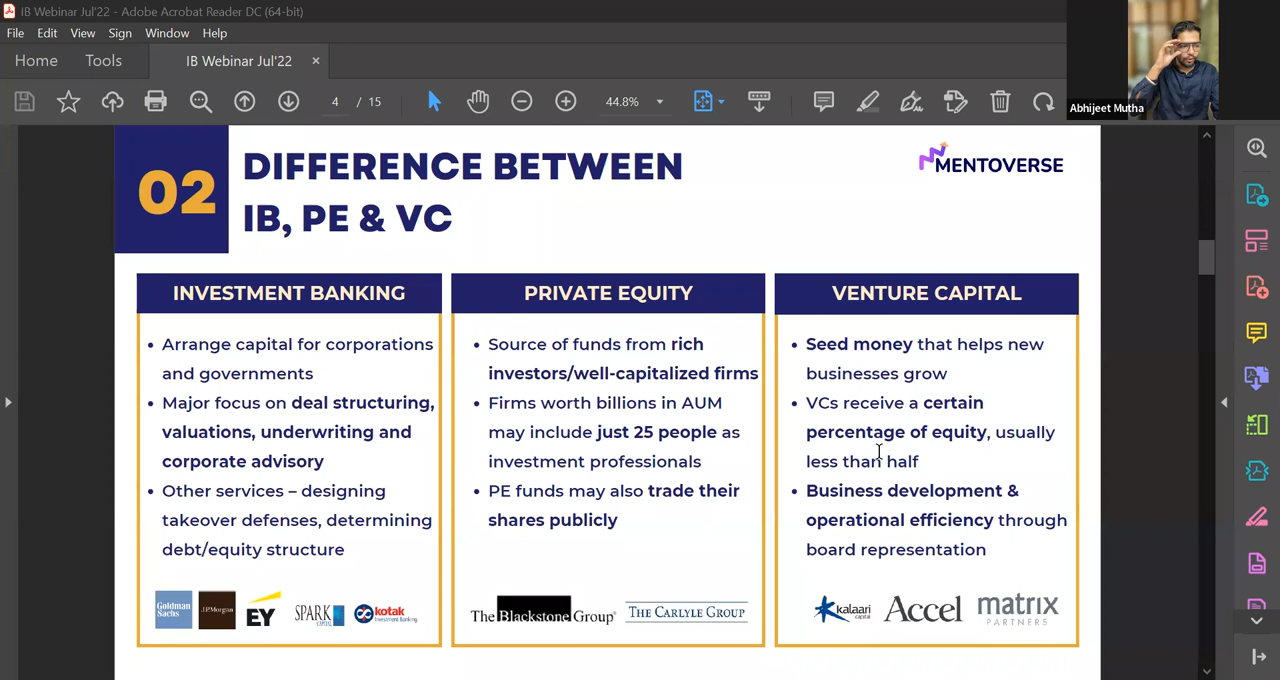 IB Webinar Jul'22 - Adobe Acrobat Reader DC (64-bit)
File Edit View Sign Window Help
Home Tools IB Webinar Jul'22 ×
4 / 15 44.8%
Abhijeet Mutha
02
DIFFERENCE BETWEEN
IB, PE & VC
MENTOVERSE
INVESTMENT BANKING
• Arrange capital for corporations
and governments
• Major focus on deal structuring,
valuations, underwriting and
corporate advisory
• Other services – designing
takeover defenses, determining
debt/equity structure
Goldman
Sachs
J.P.Morgan
EY
SPARK
CAPITAL
kotak
Investment Banking
PRIVATE EQUITY
• Source of funds from rich
investors/well-capitalized firms
• Firms worth billions in AUM
may include just 25 people as
investment professionals
• PE funds may also trade their
shares publicly
The Blackstone Group®
THE CARLYLE GROUP
VENTURE CAPITAL
• Seed money that helps new
businesses grow
• VCs receive a certain
percentage of equity, usually
less than half
• Business development &
operational efficiency through
board representation
kalaari
capital
Accel
matrix
PARTNERS